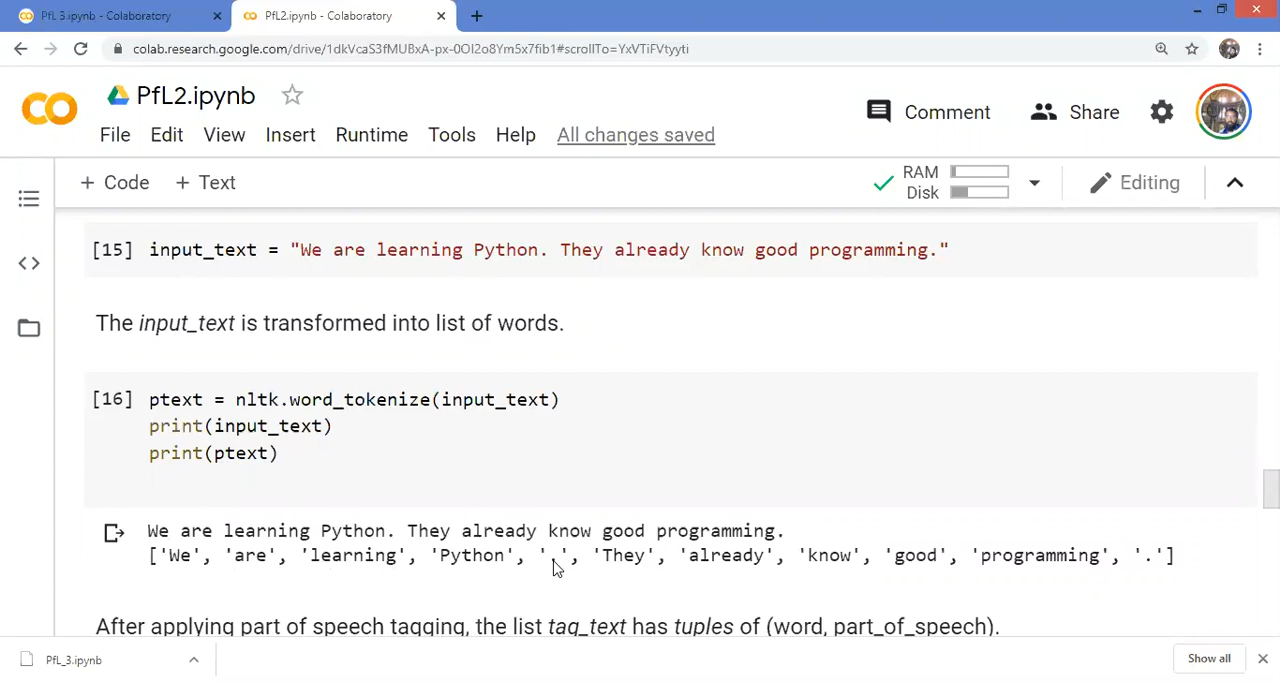 PfL 3.ipynb - Colaboratory
PfL2.ipynb - Colaboratory
colab.research.google.com/drive/1dkVcaS3fMUBxA-px-0OI2o8Ym5x7fib1#scrollTo=YxVTiFVtyyti
PfL2.ipynb
Comment
Share
File Edit View Insert Runtime Tools Help All changes saved
+ Code + Text
RAM
Disk
Editing
[15] input_text = "We are learning Python. They already know good programming."
The input_text is transformed into list of words.
[16] ptext = nltk.word_tokenize(input_text)
print(input_text)
print(ptext)
We are learning Python. They already know good programming.
['We', 'are', 'learning', 'Python', '.', 'They', 'already', 'know', 'good', 'programming', '.']
After applying part of speech tagging, the list tag_text has tuples of (word, part_of_speech).
PfL_3.ipynb
Show all